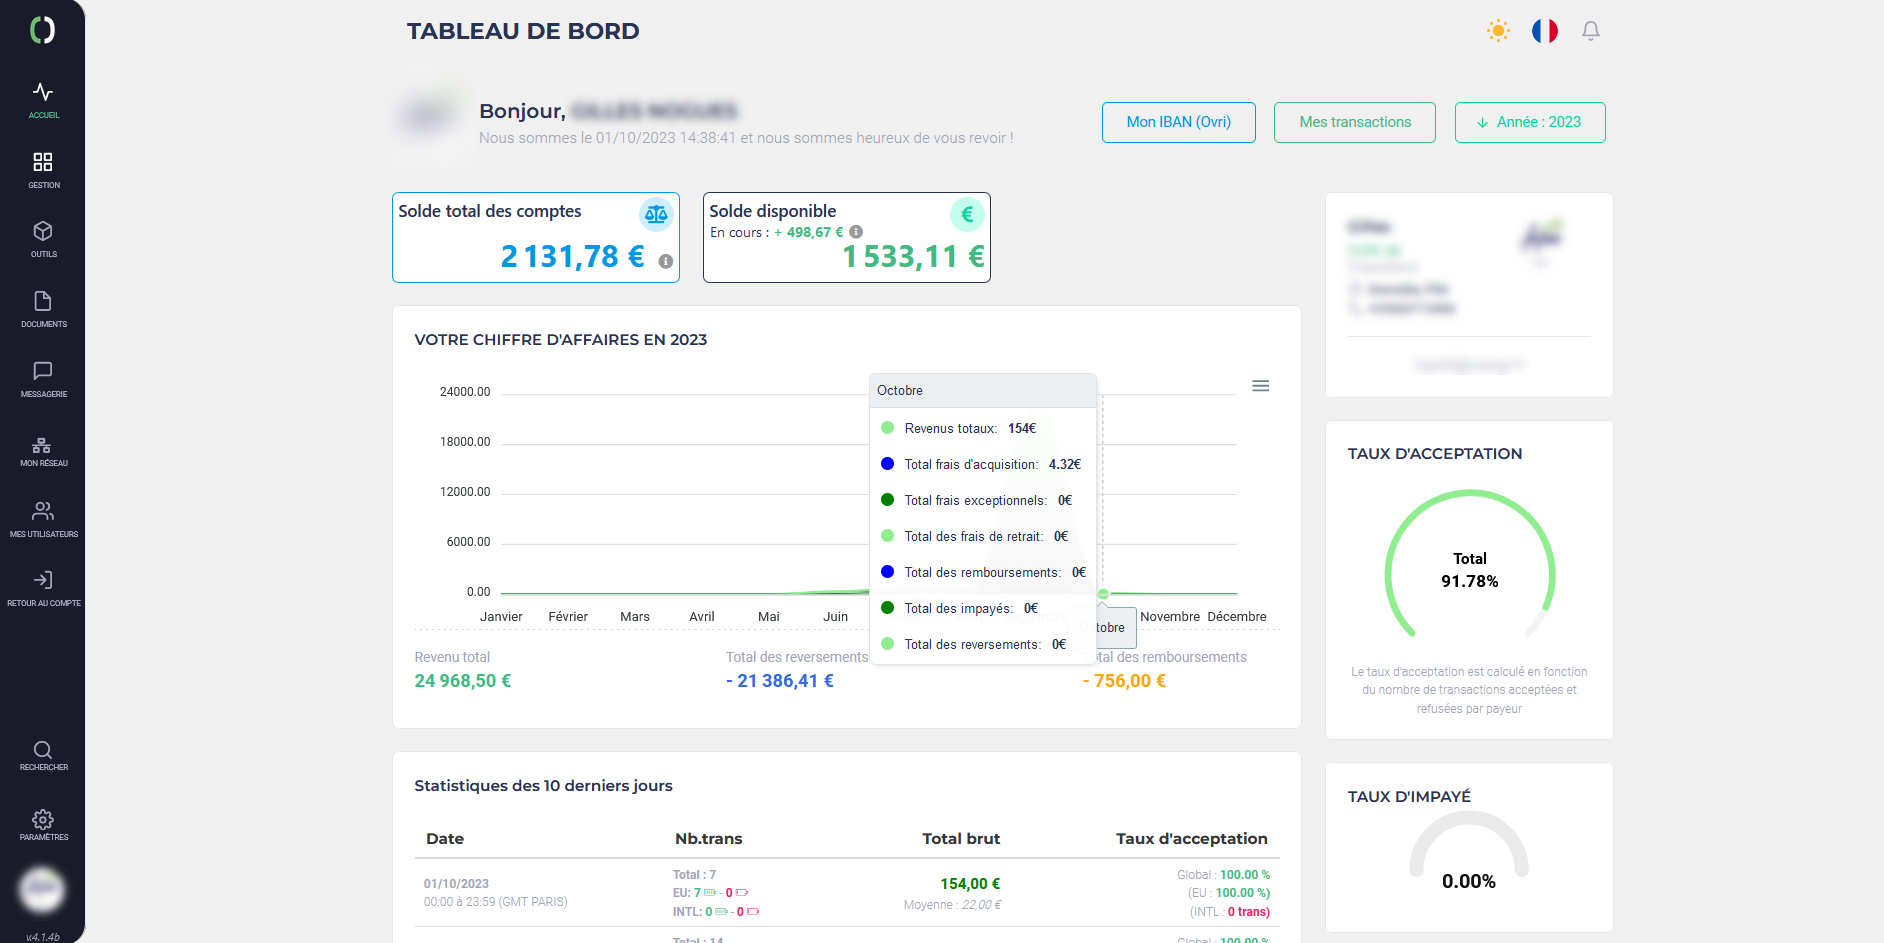 TABLEAU DE BORD
ACCUEIL
GESTION
OUTILS
DOCUMENTS
MESSAGERIE
MON RÉSEAU
MES UTILISATEURS
RETOUR AU COMPTE
RECHERCHER
PARAMÈTRES
v.4.1.4b
Bonjour, GILLES NOGUES
Nous sommes le 01/10/2023 14:38:41 et nous sommes heureux de vous revoir !
Mon IBAN (Ovri)
Mes transactions
Année : 2023
Solde total des comptes
2 131,78 €
Solde disponible
En cours : + 498,67 €
1 533,11 €
VOTRE CHIFFRE D'AFFAIRES EN 2023
24000.00
18000.00
12000.00
6000.00
0.00
Janvier Février Mars Avril Mai Juin Novembre Décembre
Octobre
Revenus totaux: 154€
Total frais d'acquisition: 4.32€
Total frais exceptionnels: 0€
Total des frais de retrait: 0€
Total des remboursements: 0€
Total des impayés: 0€
Total des reversements: 0€
tobre
Revenu total
24 968,50 €
Total des reversements
- 21 386,41 €
tal des remboursements
- 756,00 €
Statistiques des 10 derniers jours
Date Nb.trans Total brut Taux d'acceptation
01/10/2023
00:00 à 23:59 (GMT PARIS)
Total : 7
EU: 7 - 0
INTL: 0 - 0
154,00 €
Moyenne : 22,00 €
Global : 100.00 %
(EU : 100.00 %)
(INTL : 0 trans)
Total : 14
Global : 100.00 %
TAUX D'ACCEPTATION
Total
91.78%
Le taux d'acceptation est calculé en fonction
du nombre de transactions acceptées et
refusées par payeur
TAUX D'IMPAYÉ
0.00%